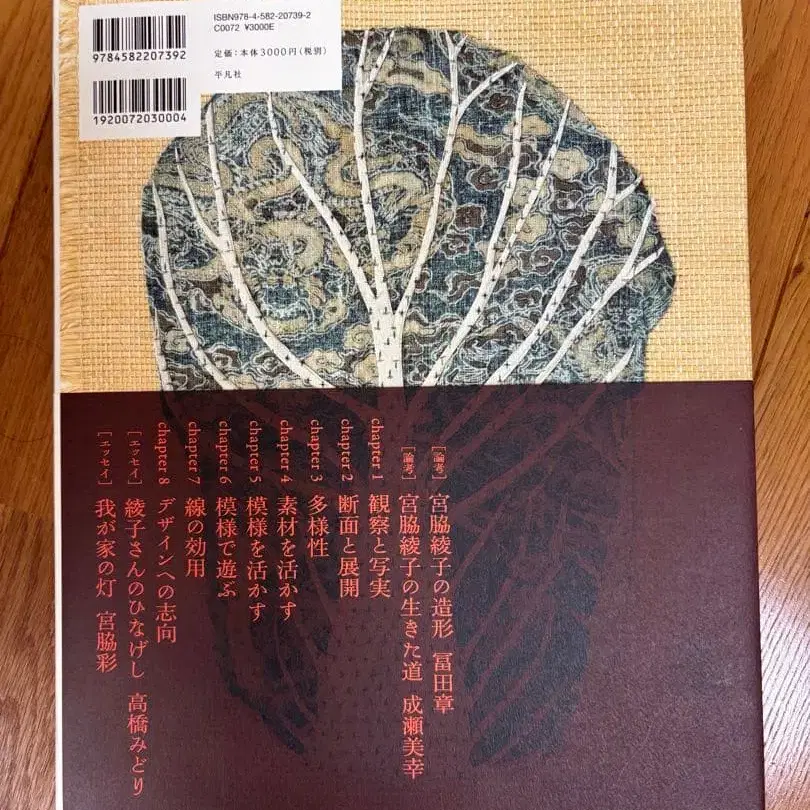 ISBN978-4-582-20739-2
C0072 ¥3000E
定価：本体3000円（税別）
平凡社
9784582207392
1920072030004
［論考］ 宮脇綾子の造形 冨田章
［論考］ 宮脇綾子の生きた道 成瀬美幸
chapter 1 観察と写実
chapter 2 断面と展開
chapter 3 多様性
chapter 4 素材を活かす
chapter 5 模様を活かす
chapter 6 模様で遊ぶ
chapter 7 線の効用
chapter 8 デザインへの志向
［エッセイ］ 綾子さんのひなげし 高橋みどり
［エッセイ］ 我が家の灯 宮脇彩